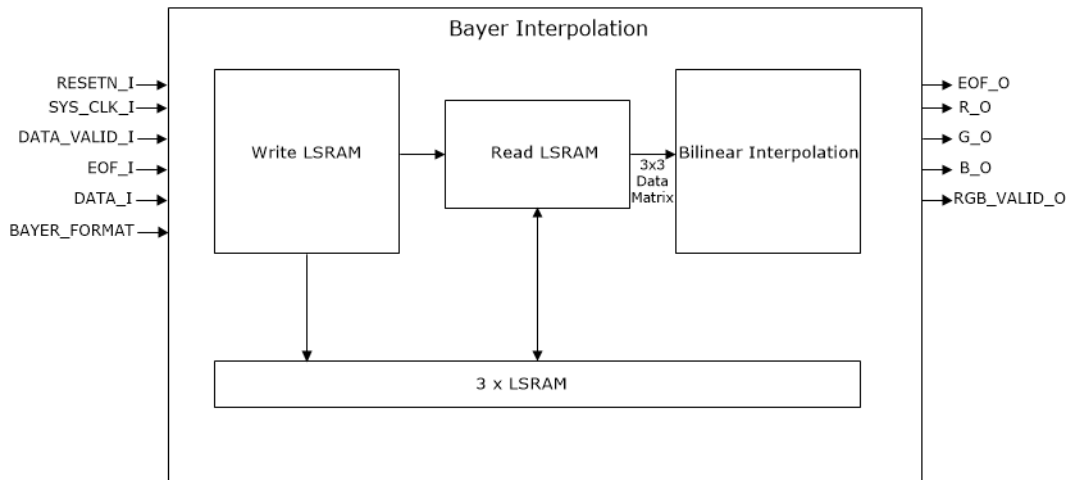 Bayer Interpolation
RESETN_I
SYS_CLK_I
DATA_VALID_I
EOF_I
DATA_I
BAYER_FORMAT
Write LSRAM
Read LSRAM
3x3
Data
Matrix
Bilinear Interpolation
3 x LSRAM
EOF_O
R_O
G_O
B_O
RGB_VALID_O